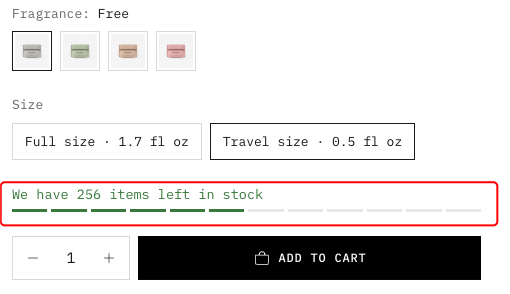 Fragrance: Free
Size
Full size · 1.7 fl oz
Travel size · 0.5 fl oz
We have 256 items left in stock
− 1 +
ADD TO CART